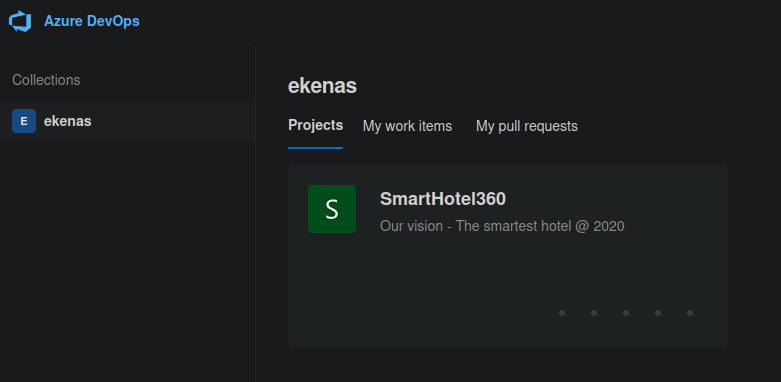 Azure DevOps
Collections
E ekenas
ekenas
Projects My work items My pull requests
S SmartHotel360
Our vision - The smartest hotel @ 2020